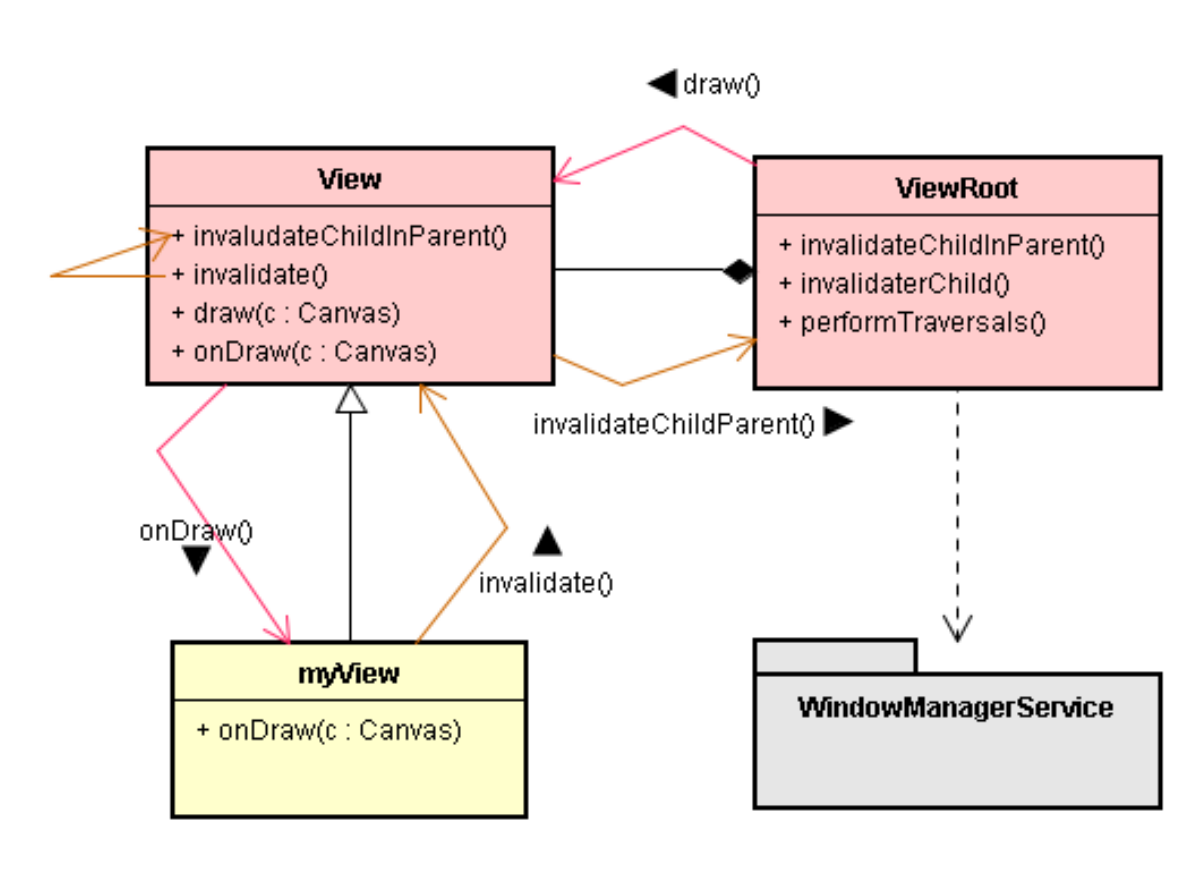 draw()
View
+ invaludateChildInParent()
+ invalidate()
+ draw(c : Canvas)
+ onDraw(c : Canvas)
ViewRoot
+ invalidateChildInParent()
+ invalidaterChild()
+ performTraversals()
invalidateChildParent()
onDraw()
invalidate()
myView
+ onDraw(c : Canvas)
WindowManagerService